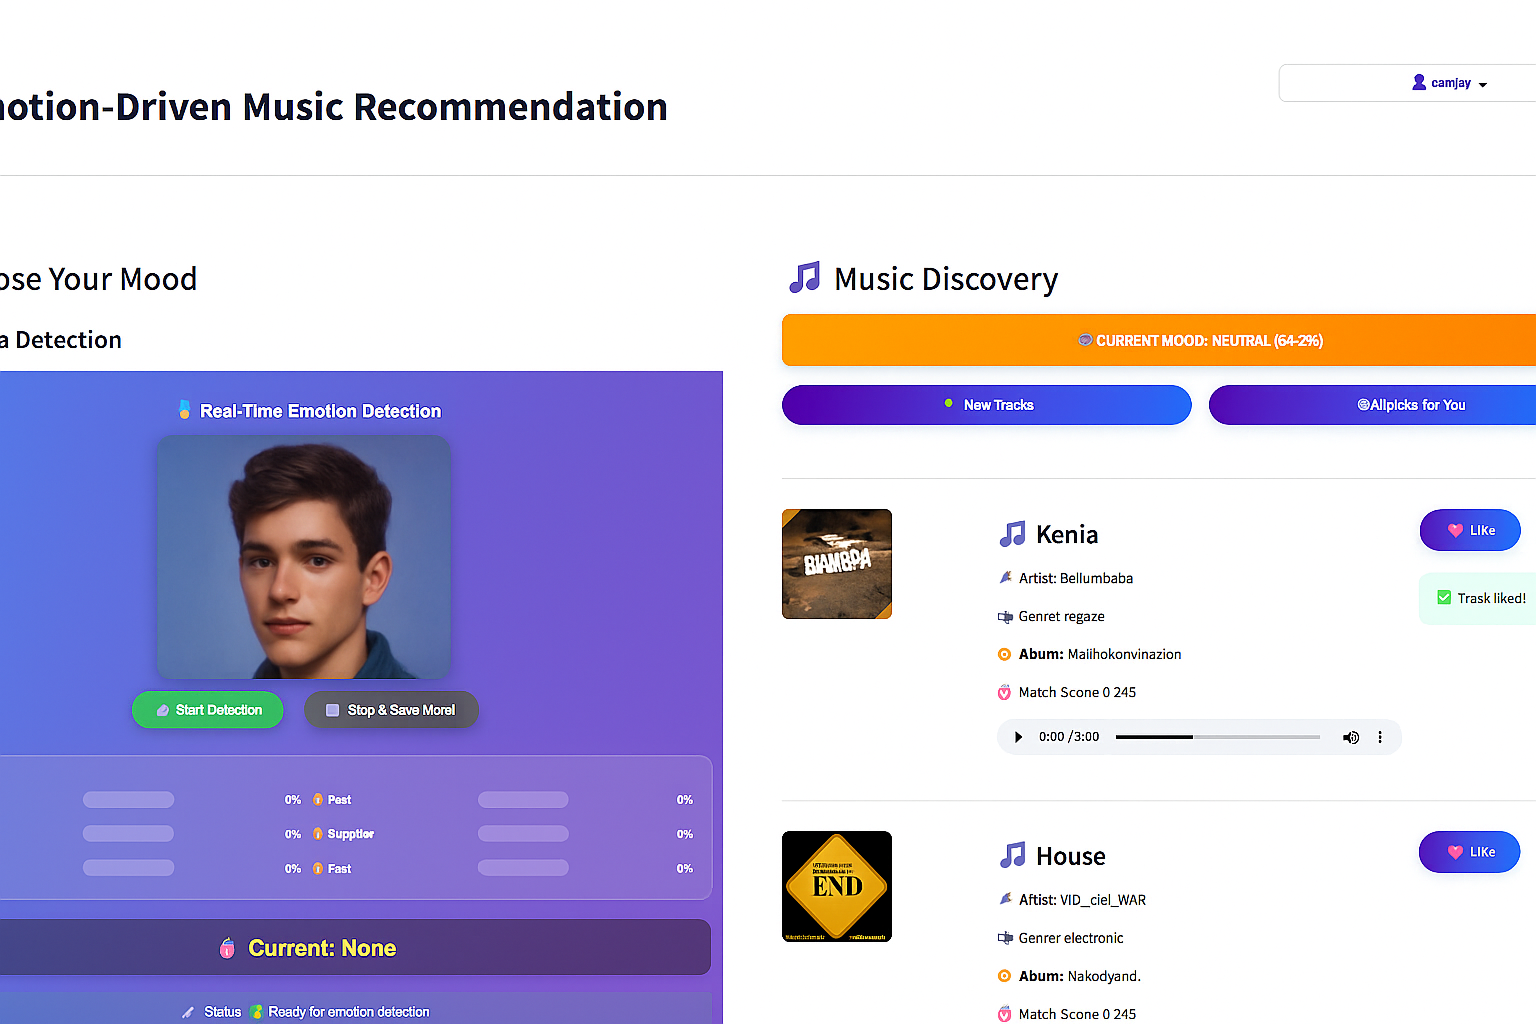 notion-Driven Music Recommendation
camjay
ose Your Mood
a Detection
Real-Time Emotion Detection
Start Detection
Stop & Save Morel
0% Pest 0%
0% Supptior 0%
0% Fast 0%
Current: None
Status Ready for emotion detection
Music Discovery
CURRENT MOOD: NEUTRAL (64-2%)
New Tracks
Allpicks for You
BIAMBPA
Kenia
Artist: Bellumbaba
Genret regaze
Abum: Malihokonvinazion
Match Scone 0 245
0:00 /3:00
Like
Trask liked!
END
House
Aftist: VID_ciel_WAR
Genrer electronic
Abum: Nakodyand.
Match Scone 0 245
Like